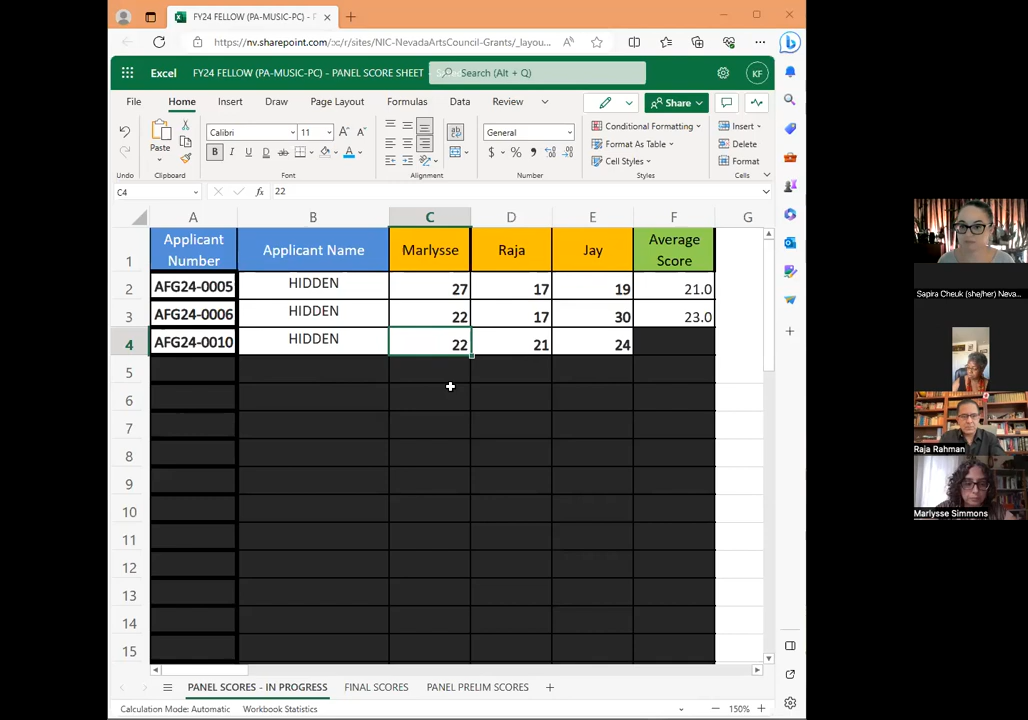 FY24 FELLOW (PA-MUSIC-PC) - P
https://nv.sharepoint.com/:x:/r/sites/NIC-NevadaArtsCouncil-Grants/_layou...
Excel
FY24 FELLOW (PA-MUSIC-PC) - PANEL SCORE SHEET
Search (Alt + Q)
KF
File
Home
Insert
Draw
Page Layout
Formulas
Data
Review
Share
Paste
Calibri
11
General
Conditional Formatting
Format As Table
Cell Styles
Insert
Delete
Format
Undo
Clipboard
Font
Alignment
Number
Styles
Cells
C4
fx
22
A B C D E F G
1 Applicant Number Applicant Name Marlysse Raja Jay Average Score
2 AFG24-0005 HIDDEN 27 17 19 21.0
3 AFG24-0006 HIDDEN 22 17 30 23.0
4 AFG24-0010 HIDDEN 22 21 24
5
6
7
8
9
10
11
12
13
14
15
PANEL SCORES - IN PROGRESS
FINAL SCORES
PANEL PRELIM SCORES
Calculation Mode: Automatic
Workbook Statistics
150%
Sapira Cheuk (she/her) Neva
Raja Rahman
Marlysse Simmons